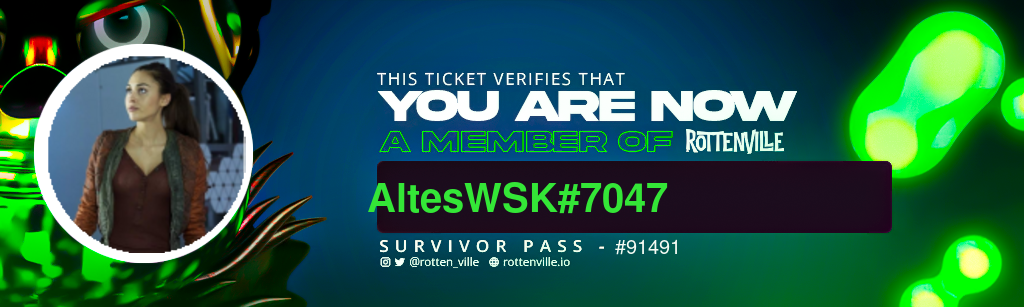 THIS TICKET VERIFIES THAT
YOU ARE NOW
A MEMBER OF ROTTENVILLE
AltesWSK#7047
SURVIVOR PASS - #91491
@rotten_ville rottenville.io